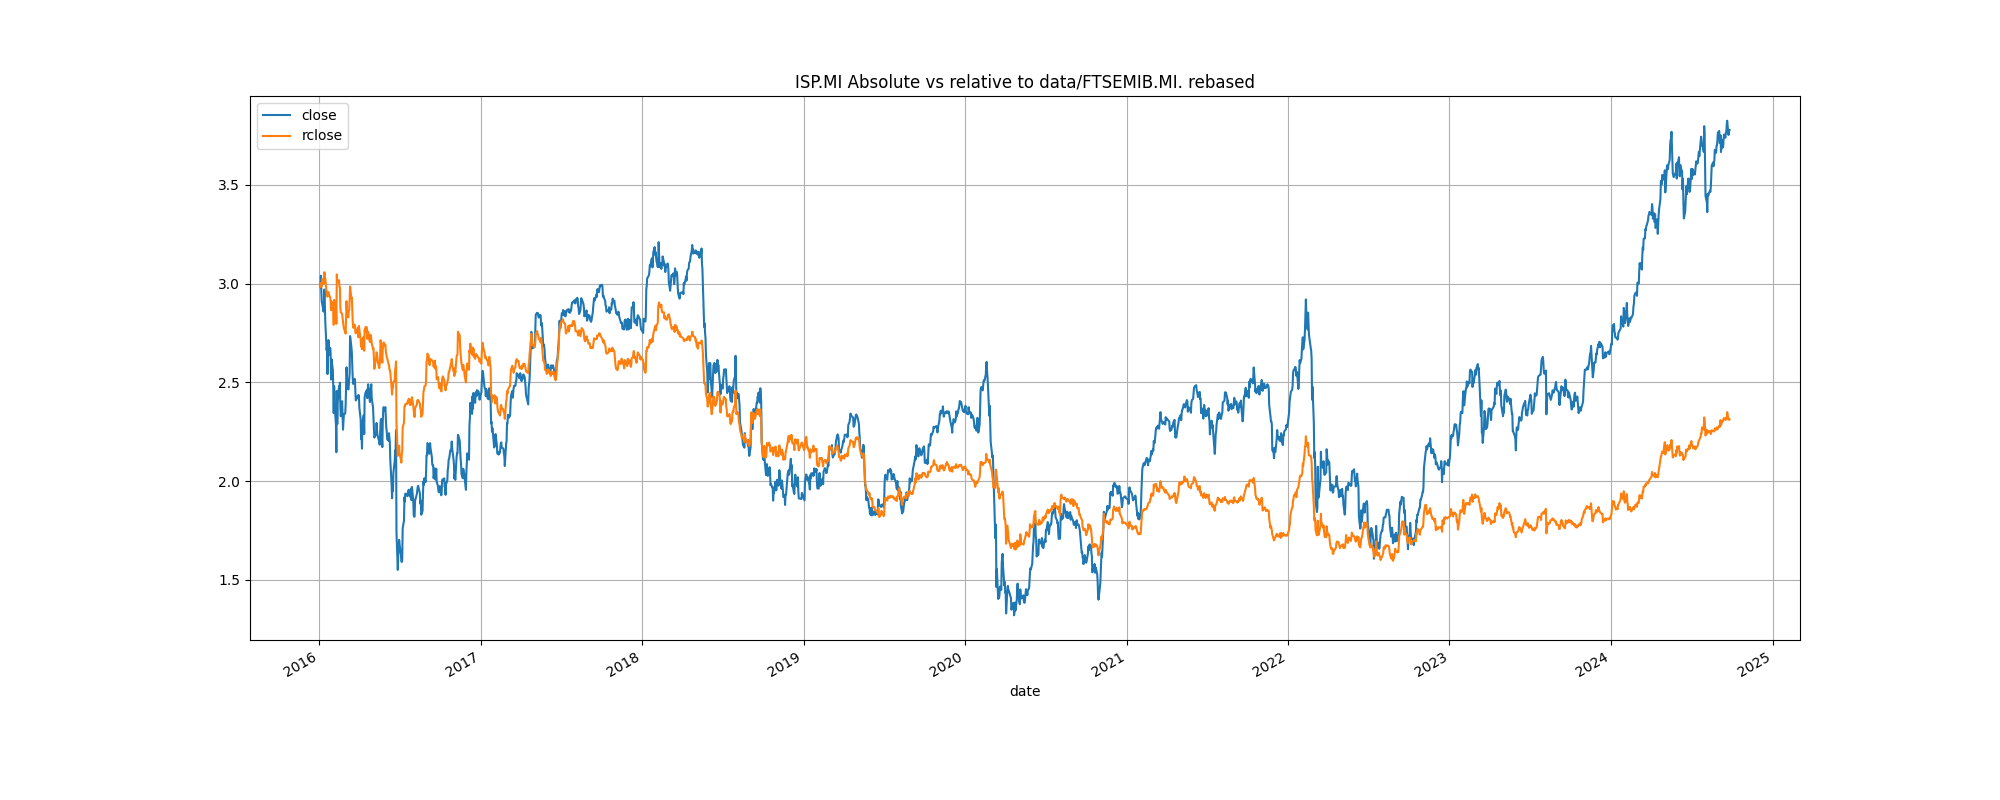 ISP.MI Absolute vs relative to data/FTSEMIB.MI. rebased
close
rclose
3.5
3.0
2.5
2.0
1.5
2016 2017 2018 2019 2020 2021 2022 2023 2024 2025
date